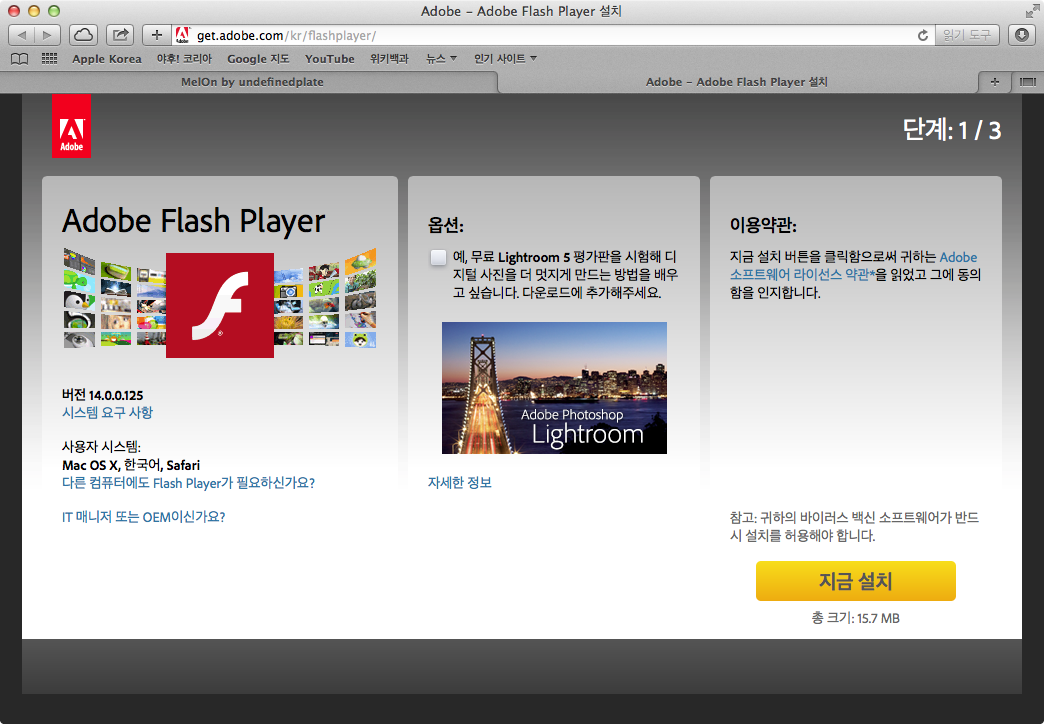 Adobe – Adobe Flash Player 설치
get.adobe.com/kr/flashplayer/
읽기 도구
Apple Korea
야후! 코리아
Google 지도
YouTube
위키백과
뉴스
인기 사이트
MelOn by undefinedplate
Adobe – Adobe Flash Player 설치
Adobe
단계: 1 / 3
Adobe Flash Player
버전 14.0.0.125
시스템 요구 사항
사용자 시스템:
Mac OS X, 한국어, Safari
다른 컴퓨터에도 Flash Player가 필요하신가요?
IT 매니저 또는 OEM이신가요?
옵션:
예, 무료 Lightroom 5 평가판을 시험해 디
지털 사진을 더 멋지게 만드는 방법을 배우
고 싶습니다. 다운로드에 추가해주세요.
Adobe Photoshop
Lightroom
자세한 정보
이용약관:
지금 설치 버튼을 클릭함으로써 귀하는 Adobe
소프트웨어 라이선스 약관*을 읽었고 그에 동의
함을 인지합니다.
참고: 귀하의 바이러스 백신 소프트웨어가 반드
시 설치를 허용해야 합니다.
지금 설치
총 크기: 15.7 MB